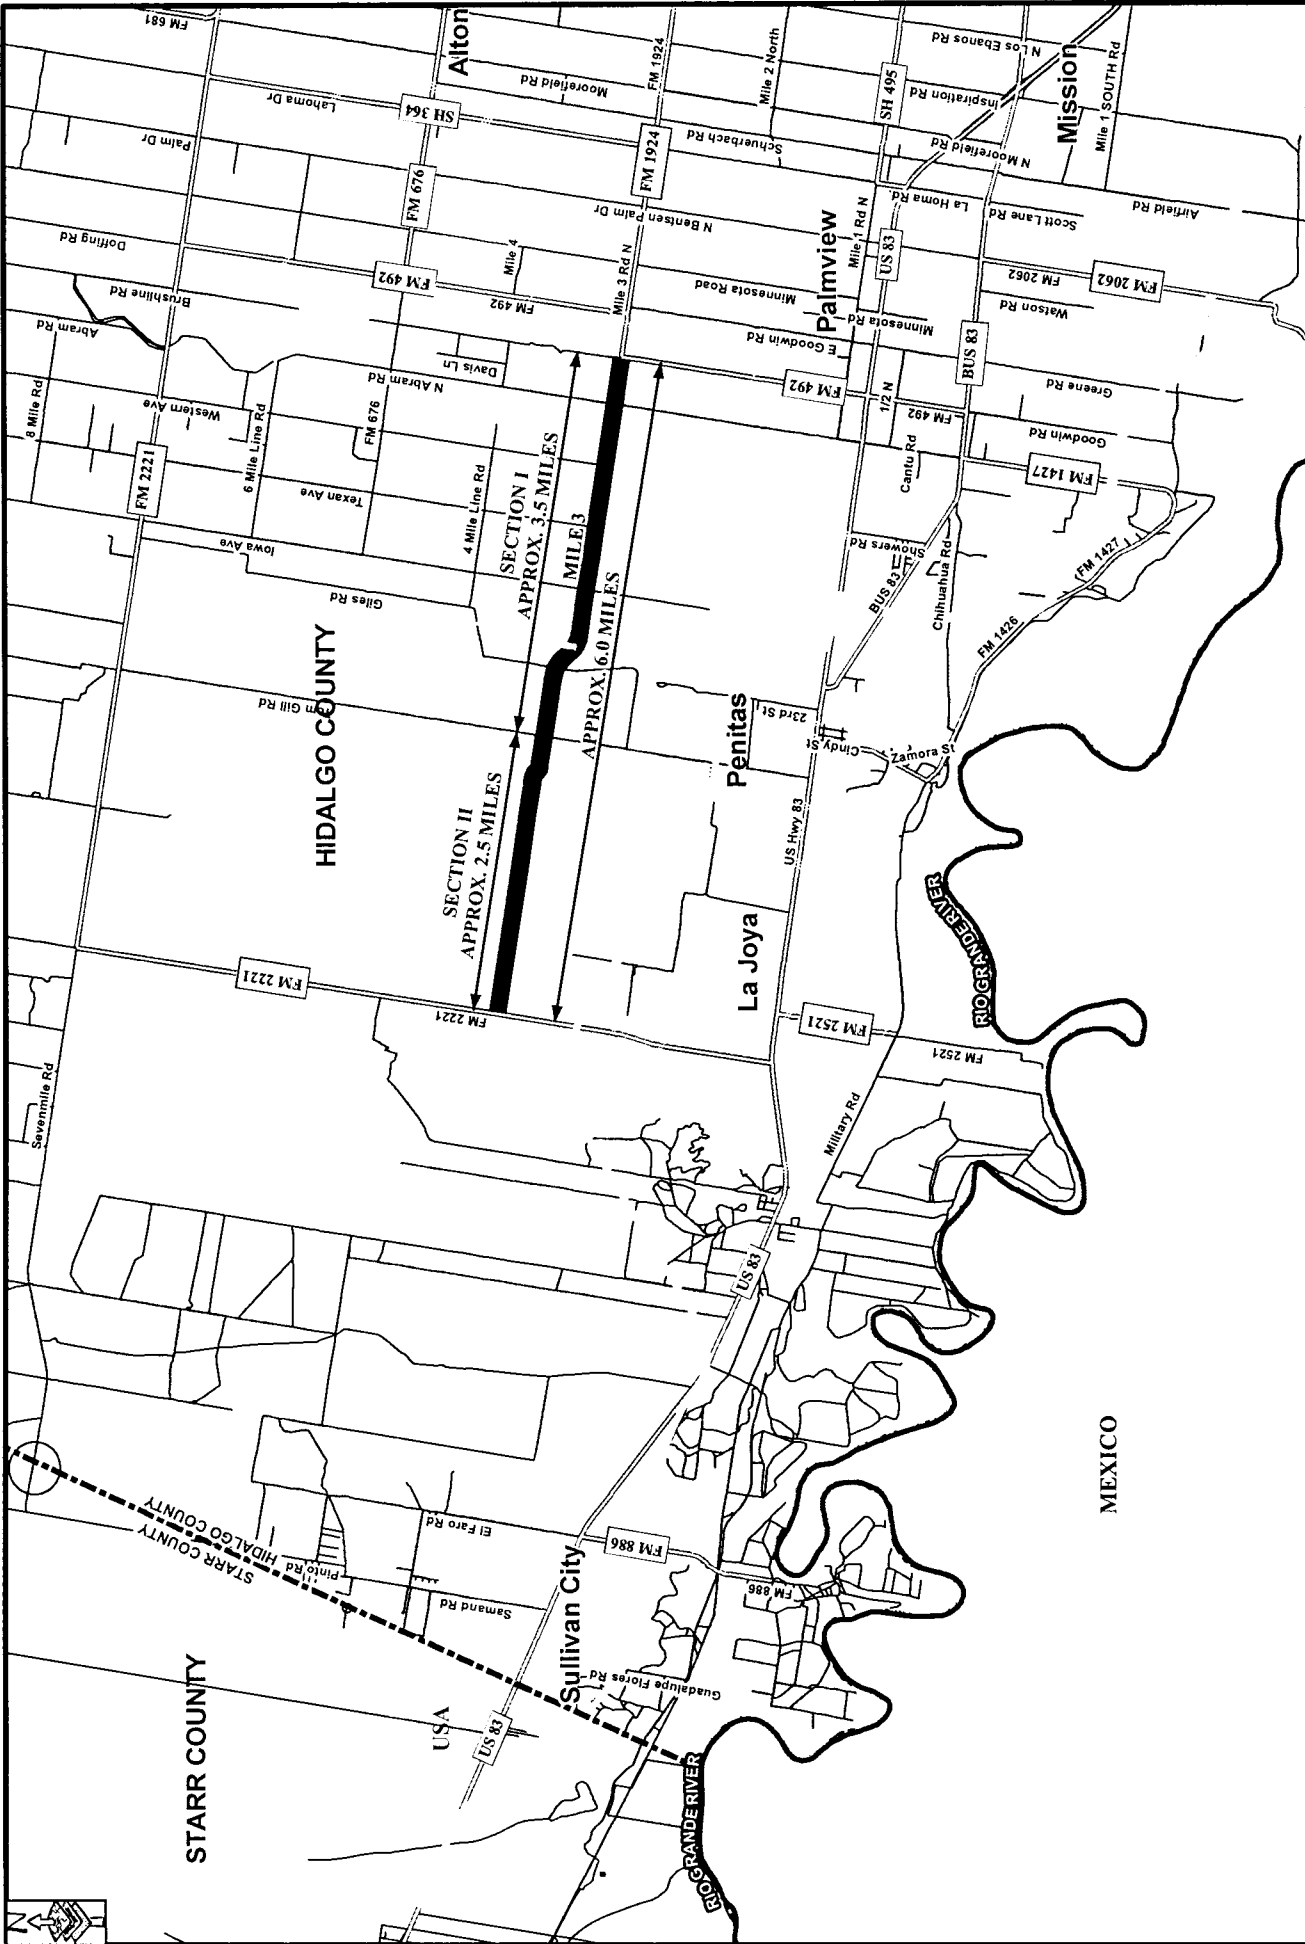 N
STARR COUNTY
USA
US 83
STARR COUNTY
HIDALGO COUNTY
Pinto Rd
Samand Rd
El Faro Rd
Sullivan City
Guadalupe Flores Rd
FM 886
FM 886
RIO GRANDE RIVER
MEXICO
US 83
Military Rd
Sevenmile Rd
FM 2221
FM 2221
La Joya
FM 2521
FM 2521
RIO GRANDE RIVER
HIDALGO COUNTY
SECTION II
APPROX. 2.5 MILES
SECTION I
APPROX. 3.5 MILES
MILE 3
APPROX. 6.0 MILES
Penitas
US Hwy 83
23rd St
Cindy St
Zamora St
Gill Rd
Giles Rd
Iowa Ave
Texan Ave
Western Ave
FM 2221
8 Mile Rd
6 Mile Line Rd
4 Mile Line Rd
FM 676
Abram Rd
N Abram Rd
Brushline Rd
Doffing Rd
Davis Ln
FM 492
FM 492
Mile 4
Mile 3 Rd N
Palm Dr
Lahoma Dr
FM 681
SH 364
FM 676
Alton
Moorefield Rd
FM 1924
FM 1924
Mile 2 North
Schuerbach Rd
N Bentsen Palm Dr
Minnesota Road
Minnesota Rd
E Goodwin Rd
Palmview
Mile 1 Rd N
FM 492
1/2 N
FM 492
Cantu Rd
Showers Rd
BUS 83
Chihuahua Rd
FM 1426
FM 1427
FM 1427
Goodwin Rd
Greene Rd
BUS 83
US 83
SH 495
N Los Ebanos Rd
Inspiration Rd
Mission
Mile 1 SOUTH Rd
N Moorefield Rd
La Homa Rd
Scott Lane Rd
Airfield Rd
FM 2062
FM 2062
Watson Rd